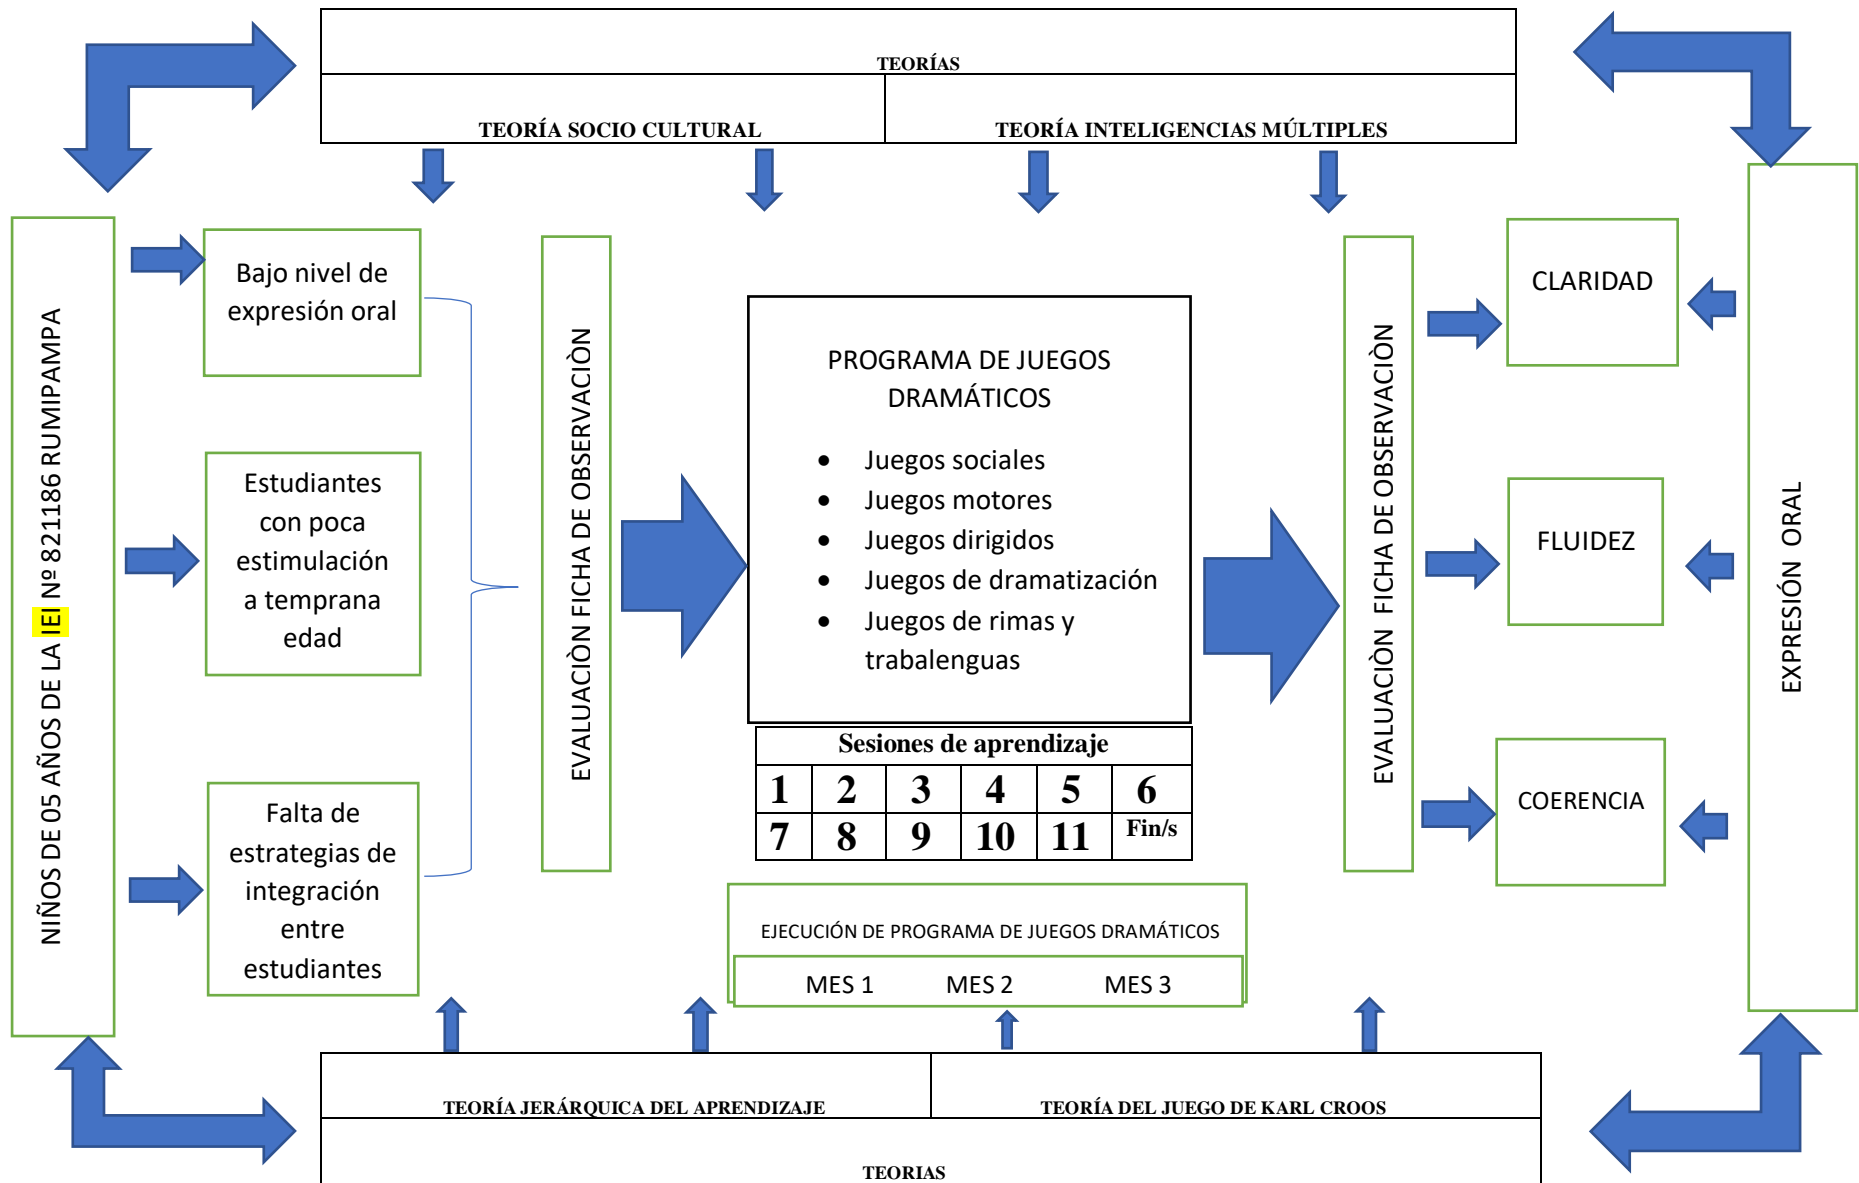 TEORÍAS
TEORÍA SOCIO CULTURAL
TEORÍA INTELIGENCIAS MÚLTIPLES
NIÑOS DE 05 AÑOS DE LA IEI Nº 821186 RUMIPAMPA
Bajo nivel de
expresión oral
Estudiantes
con poca
estimulación
a temprana
edad
Falta de
estrategias de
integración
entre
estudiantes
EVALUACIÒN FICHA DE OBSERVACIÒN
PROGRAMA DE JUEGOS
DRAMÁTICOS
• Juegos sociales
• Juegos motores
• Juegos dirigidos
• Juegos de dramatización
• Juegos de rimas y
trabalenguas
Sesiones de aprendizaje
1 2 3 4 5 6
7 8 9 10 11 Fin/s
EJECUCIÓN DE PROGRAMA DE JUEGOS DRAMÁTICOS
MES 1 MES 2 MES 3
EVALUACIÒN FICHA DE OBSERVACIÒN
CLARIDAD
FLUIDEZ
COERENCIA
EXPRESIÓN ORAL
TEORÍA JERÁRQUICA DEL APRENDIZAJE
TEORÍA DEL JUEGO DE KARL CROOS
TEORIAS